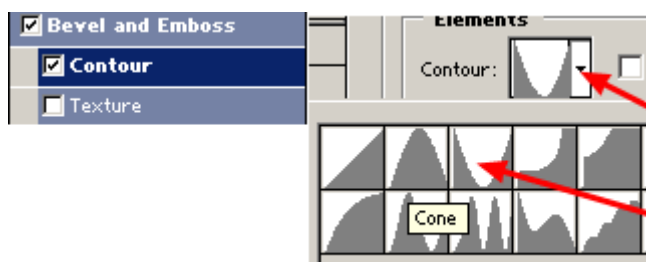 Bevel and Emboss
Contour
Texture
Elements
Contour:
Cone